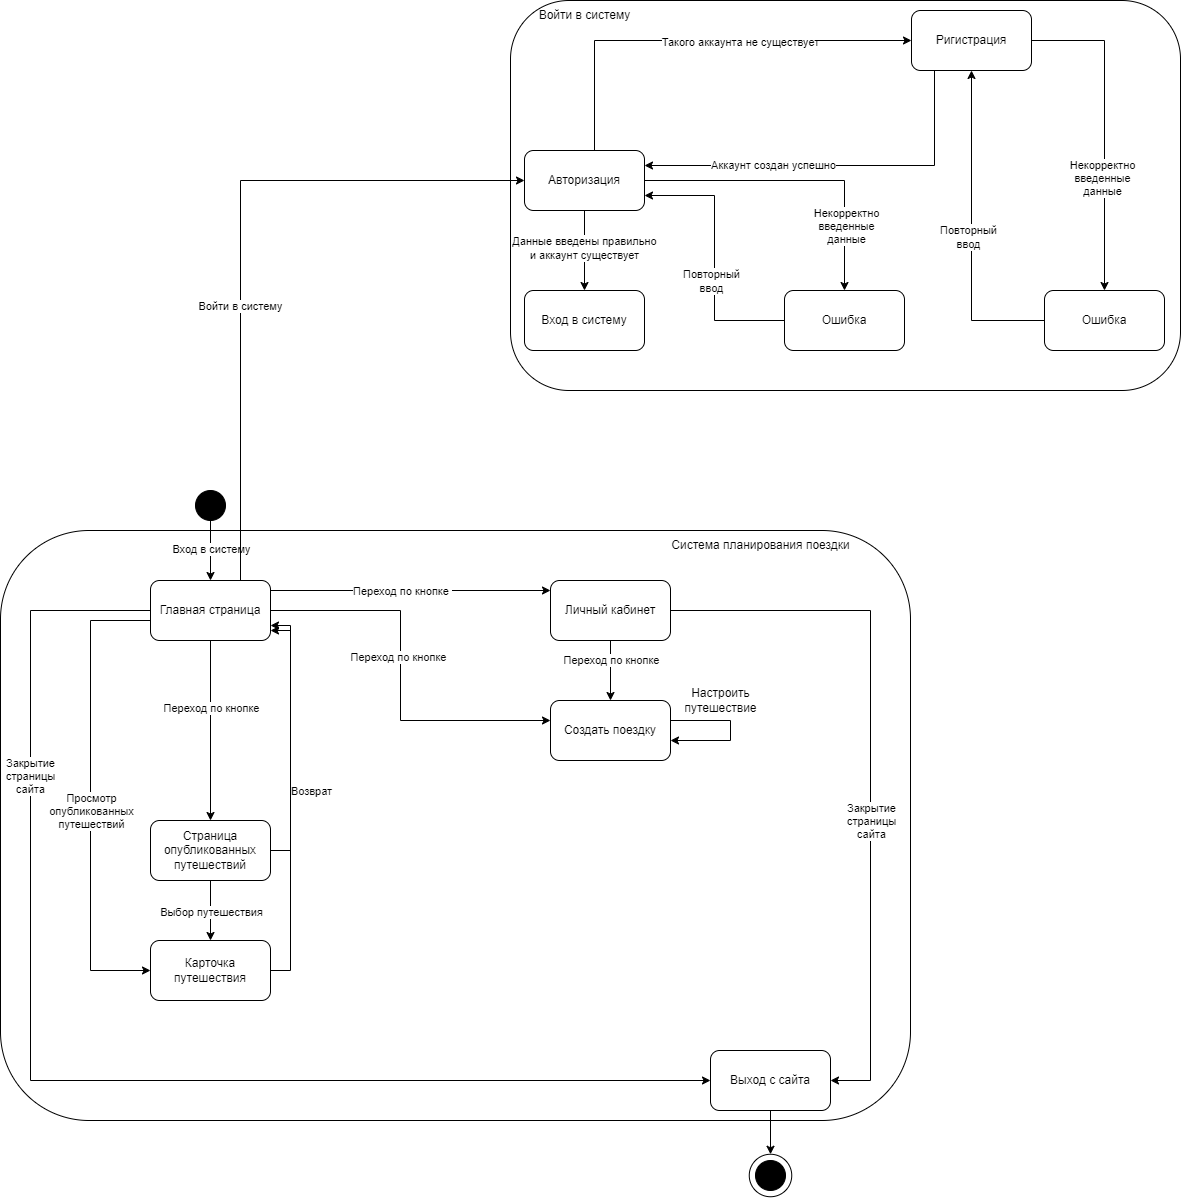 Войти в систему
Такого аккаунта не существует
Ригистрация
Авторизация
Аккаунт создан успешно
Некорректно
введенные
данные
Некорректно
введенные
данные
Данные введены правильно
и аккаунт существует
Повторный
ввод
Повторный
ввод
Вход в систему
Ошибка
Ошибка
Войти в систему
Вход в систему
Система планирования поездки
Главная страница
Переход по кнопке
Личный кабинет
Переход по кнопке
Переход по кнопке
Создать поездку
Настроить
путешествие
Переход по кнопке
Закрытие
страницы
сайта
Просмотр
опубликованных
путешествий
Возврат
Закрытие
страницы
сайта
Страница
опубликованных
путешествий
Выбор путешествия
Карточка
путешествия
Выход с сайта